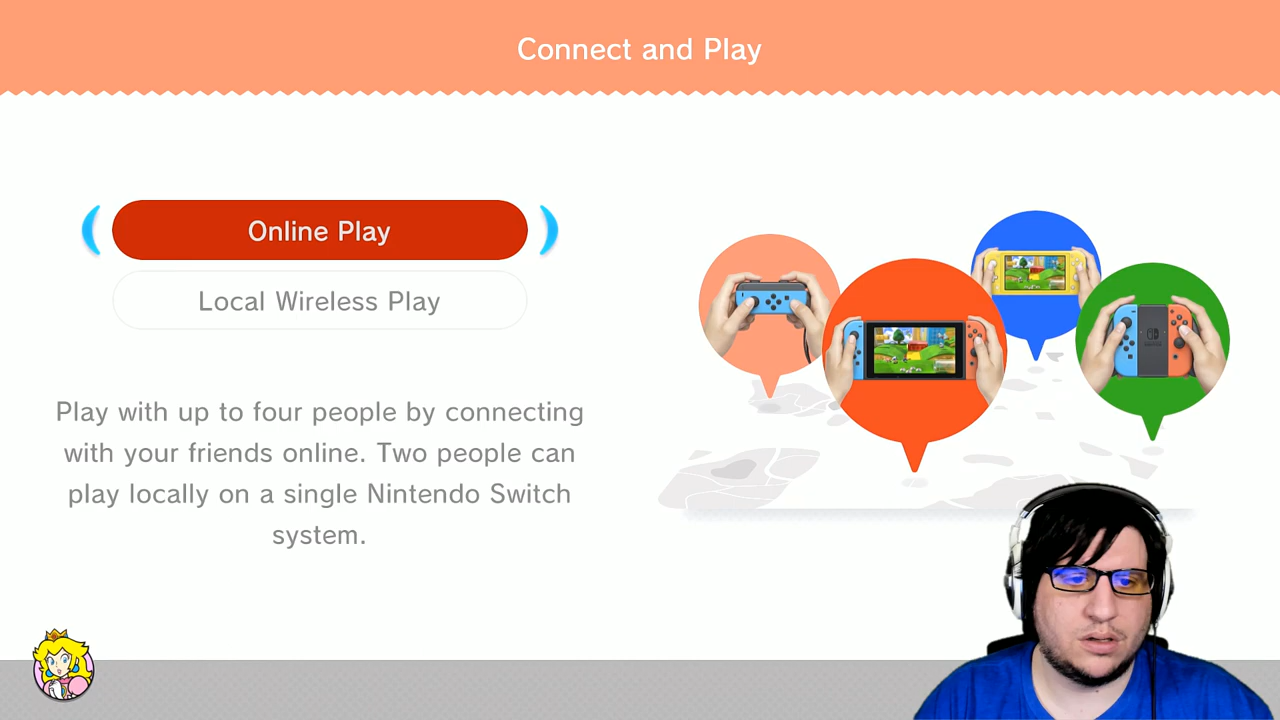 Connect and Play
Online Play
Local Wireless Play
Play with up to four people by connecting
with your friends online. Two people can
play locally on a single Nintendo Switch
system.